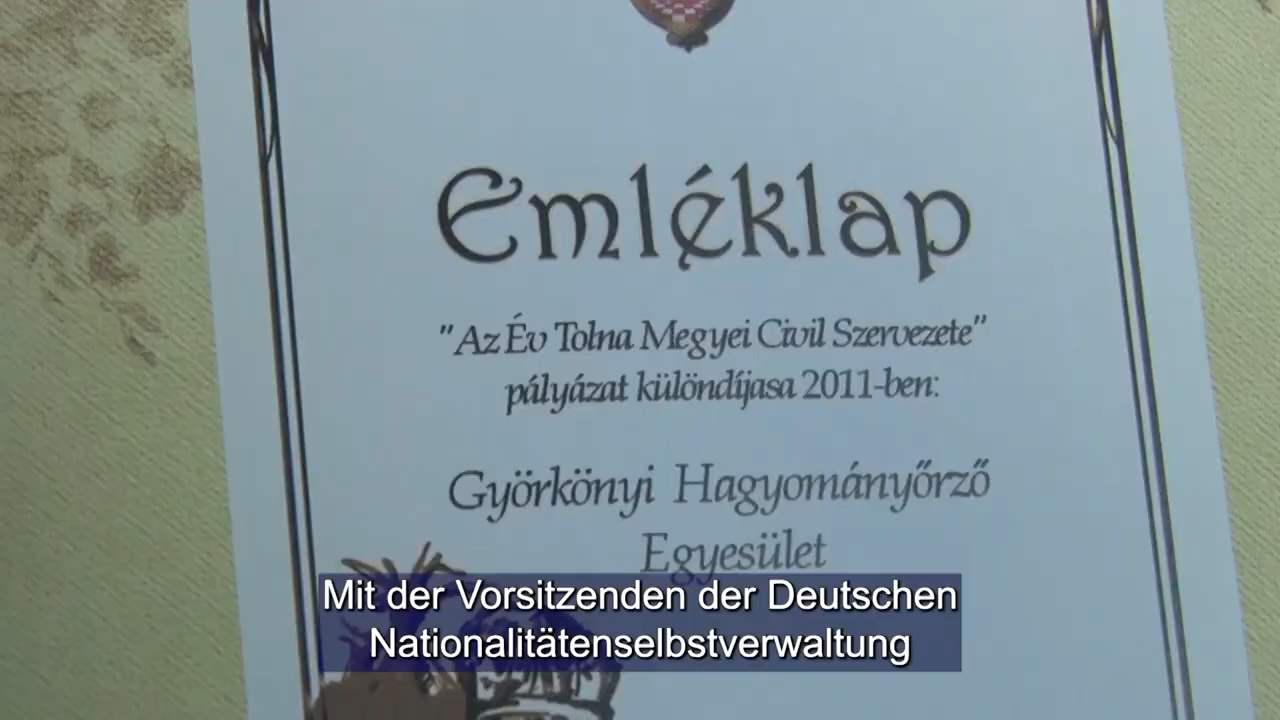 Emléklap
"Az Év Tolna Megyei Civil Szervezete"
pályázat különdíjasa 2011-ben:
Györkönyi Hagyományőrző
Egyesület
Mit der Vorsitzenden der Deutschen
Nationalitätenselbstverwaltung